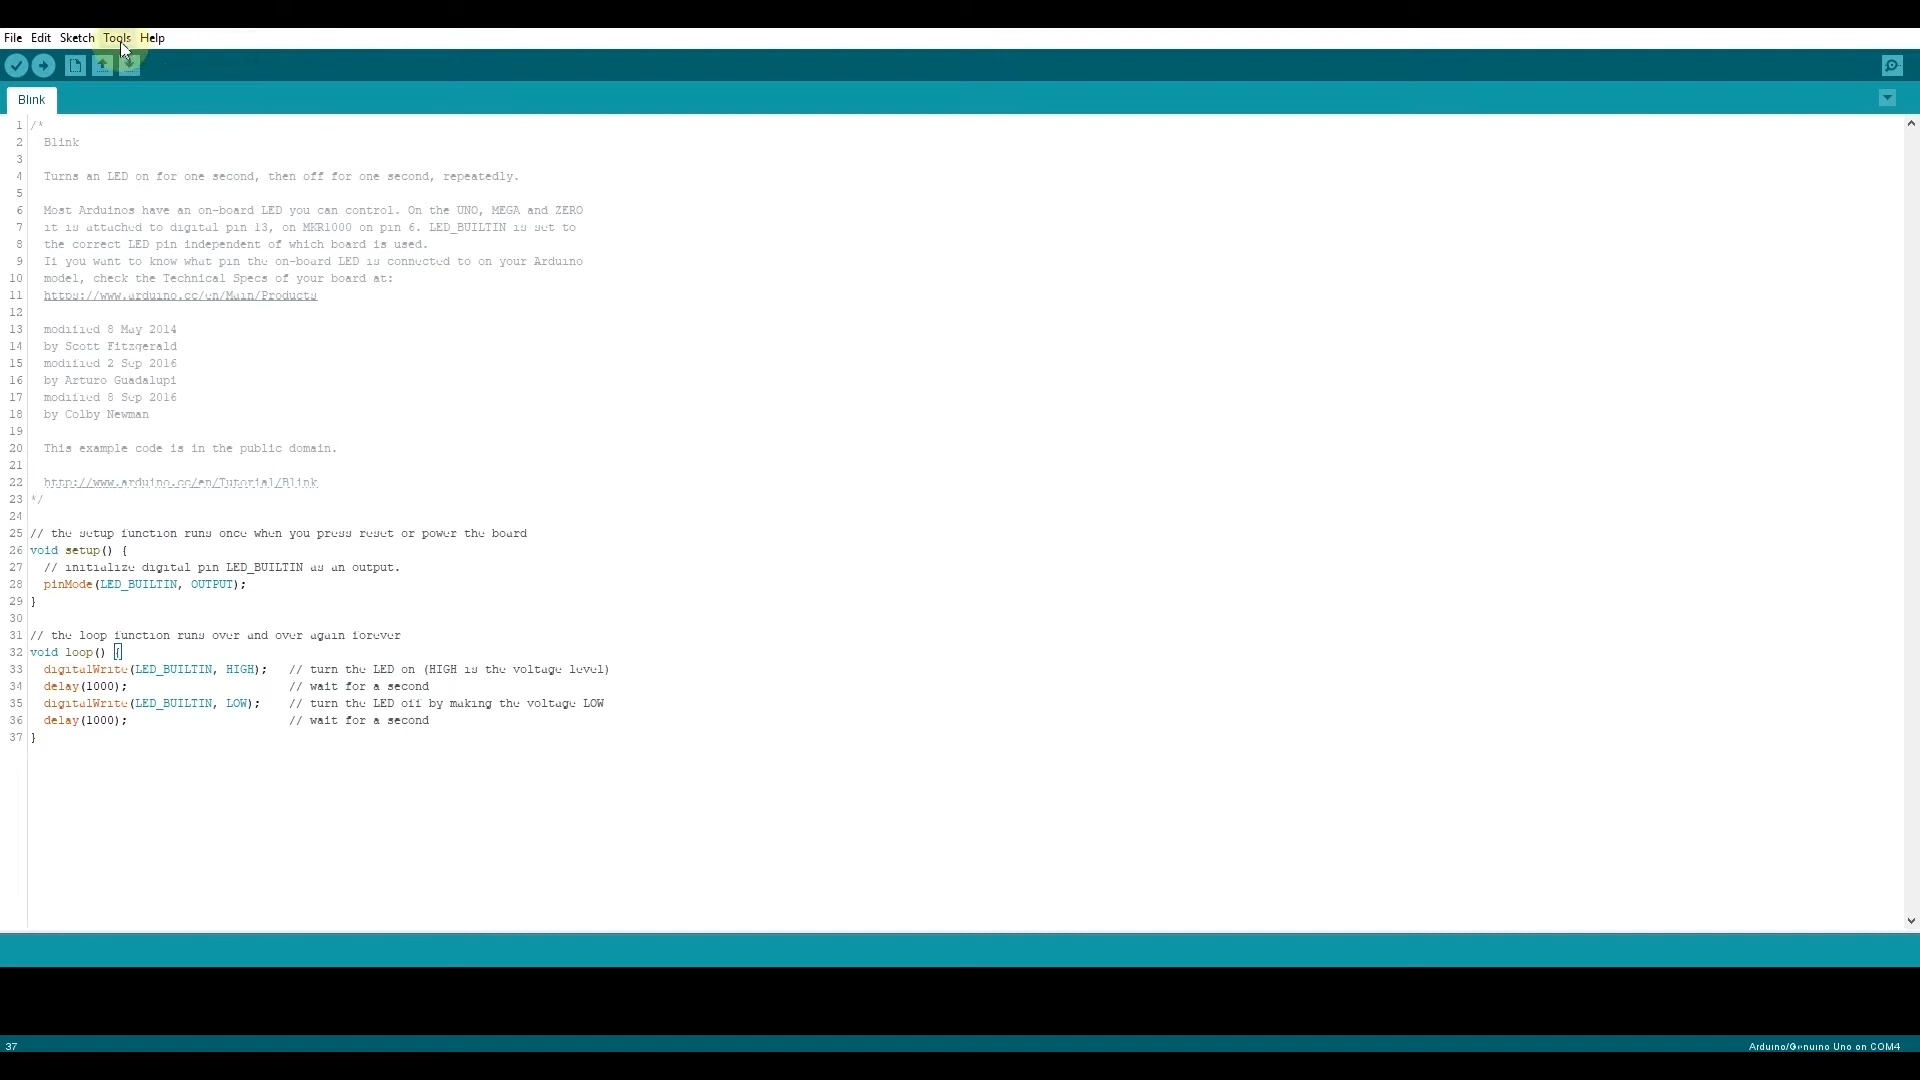 File Edit Sketch Tools Help
Blink
1 /*
2 Blink
3
4 Turns an LED on for one second, then off for one second, repeatedly.
5
6 Most Arduinos have an on-board LED you can control. On the UNO, MEGA and ZERO
7 it is attached to digital pin 13, on MKR1000 on pin 6. LED_BUILTIN is set to
8 the correct LED pin independent of which board is used.
9 If you want to know what pin the on-board LED is connected to on your Arduino
10 model, check the Technical Specs of your board at:
11 https://www.arduino.cc/en/Main/Products
12
13 modified 8 May 2014
14 by Scott Fitzgerald
15 modified 2 Sep 2016
16 by Arturo Guadalupi
17 modified 8 Sep 2016
18 by Colby Newman
19
20 This example code is in the public domain.
21
22 http://www.arduino.cc/en/Tutorial/Blink
23 */
24
25 // the setup function runs once when you press reset or power the board
26 void setup() {
27 // initialize digital pin LED_BUILTIN as an output.
28 pinMode(LED_BUILTIN, OUTPUT);
29 }
30
31 // the loop function runs over and over again forever
32 void loop() {
33 digitalWrite(LED_BUILTIN, HIGH); // turn the LED on (HIGH is the voltage level)
34 delay(1000); // wait for a second
35 digitalWrite(LED_BUILTIN, LOW); // turn the LED off by making the voltage LOW
36 delay(1000); // wait for a second
37 }
37 Arduino/Genuino Uno on COM4